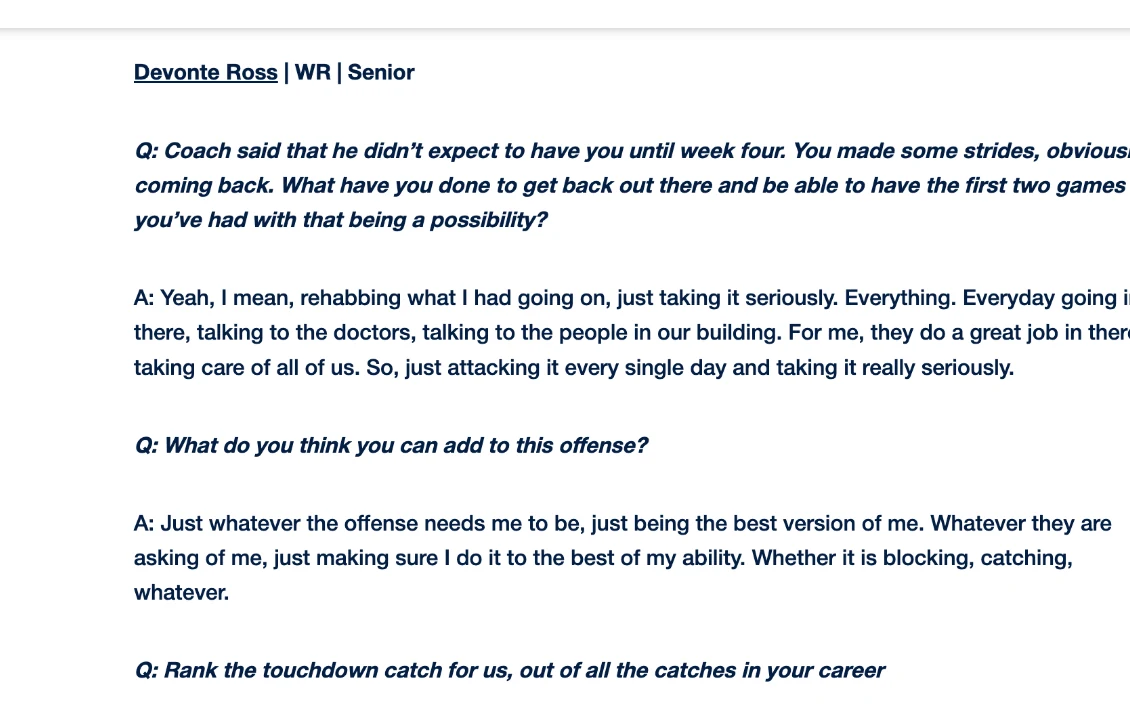 Devonte Ross | WR | Senior
Q: Coach said that he didn’t expect to have you until week four. You made some strides,
coming back. What have you done to get back out there and be able to have the first two games
you’ve had with that being a possibility?
A: Yeah, I mean, rehabbing what I had going on, just taking it seriously. Everything. Everyday going
there, talking to the doctors, talking to the people in our building. For me, they do a great job in
taking care of all of us. So, just attacking it every single day and taking it really seriously.
Q: What do you think you can add to this offense?
A: Just whatever the offense needs me to be, just being the best version of me. Whatever they are
asking of me, just making sure I do it to the best of my ability. Whether it is blocking, catching,
whatever.
Q: Rank the touchdown catch for us, out of all the catches in your career